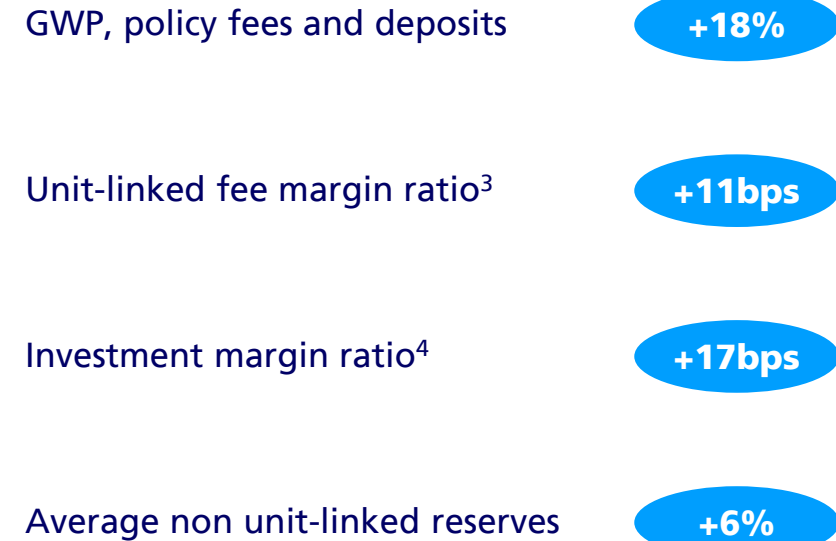 GWP, policy fees and deposits +18%
Unit-linked fee margin ratio³ +11bps
Investment margin ratio⁴ +17bps
Average non unit-linked reserves +6%